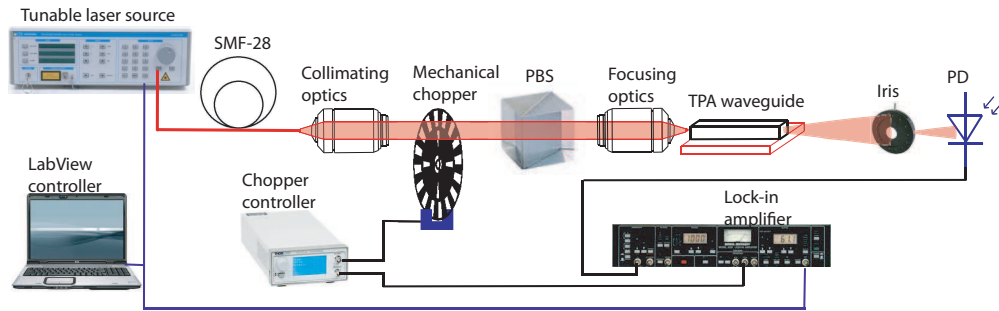 Tunable laser source
SMF-28
Collimating
optics
Mechanical
chopper
PBS
Focusing
optics
TPA waveguide
Iris
PD
LabView
controller
Chopper
controller
Lock-in
amplifier